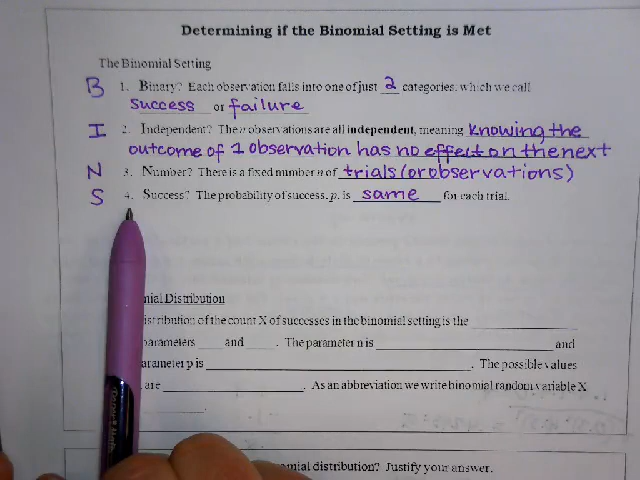 Determining if the Binomial Setting is Met
The Binomial Setting
B 1. Binary? Each observation falls into one of just 2 categories, which we call
success or failure
I 2. Independent? The n observations are all independent, meaning knowing the
outcome of 1 observation has no effect on the next
N 3. Number? There is a fixed number n of trials (or observations)
S 4. Success? The probability of success, p, is same for each trial.
nial Distribution
istribution of the count X of successes in the binomial setting is the
parameters and . The parameter n is and
arameter p is . The possible values
are . As an abbreviation we write binomial random variable X
.
mial distribution? Justify your answer.